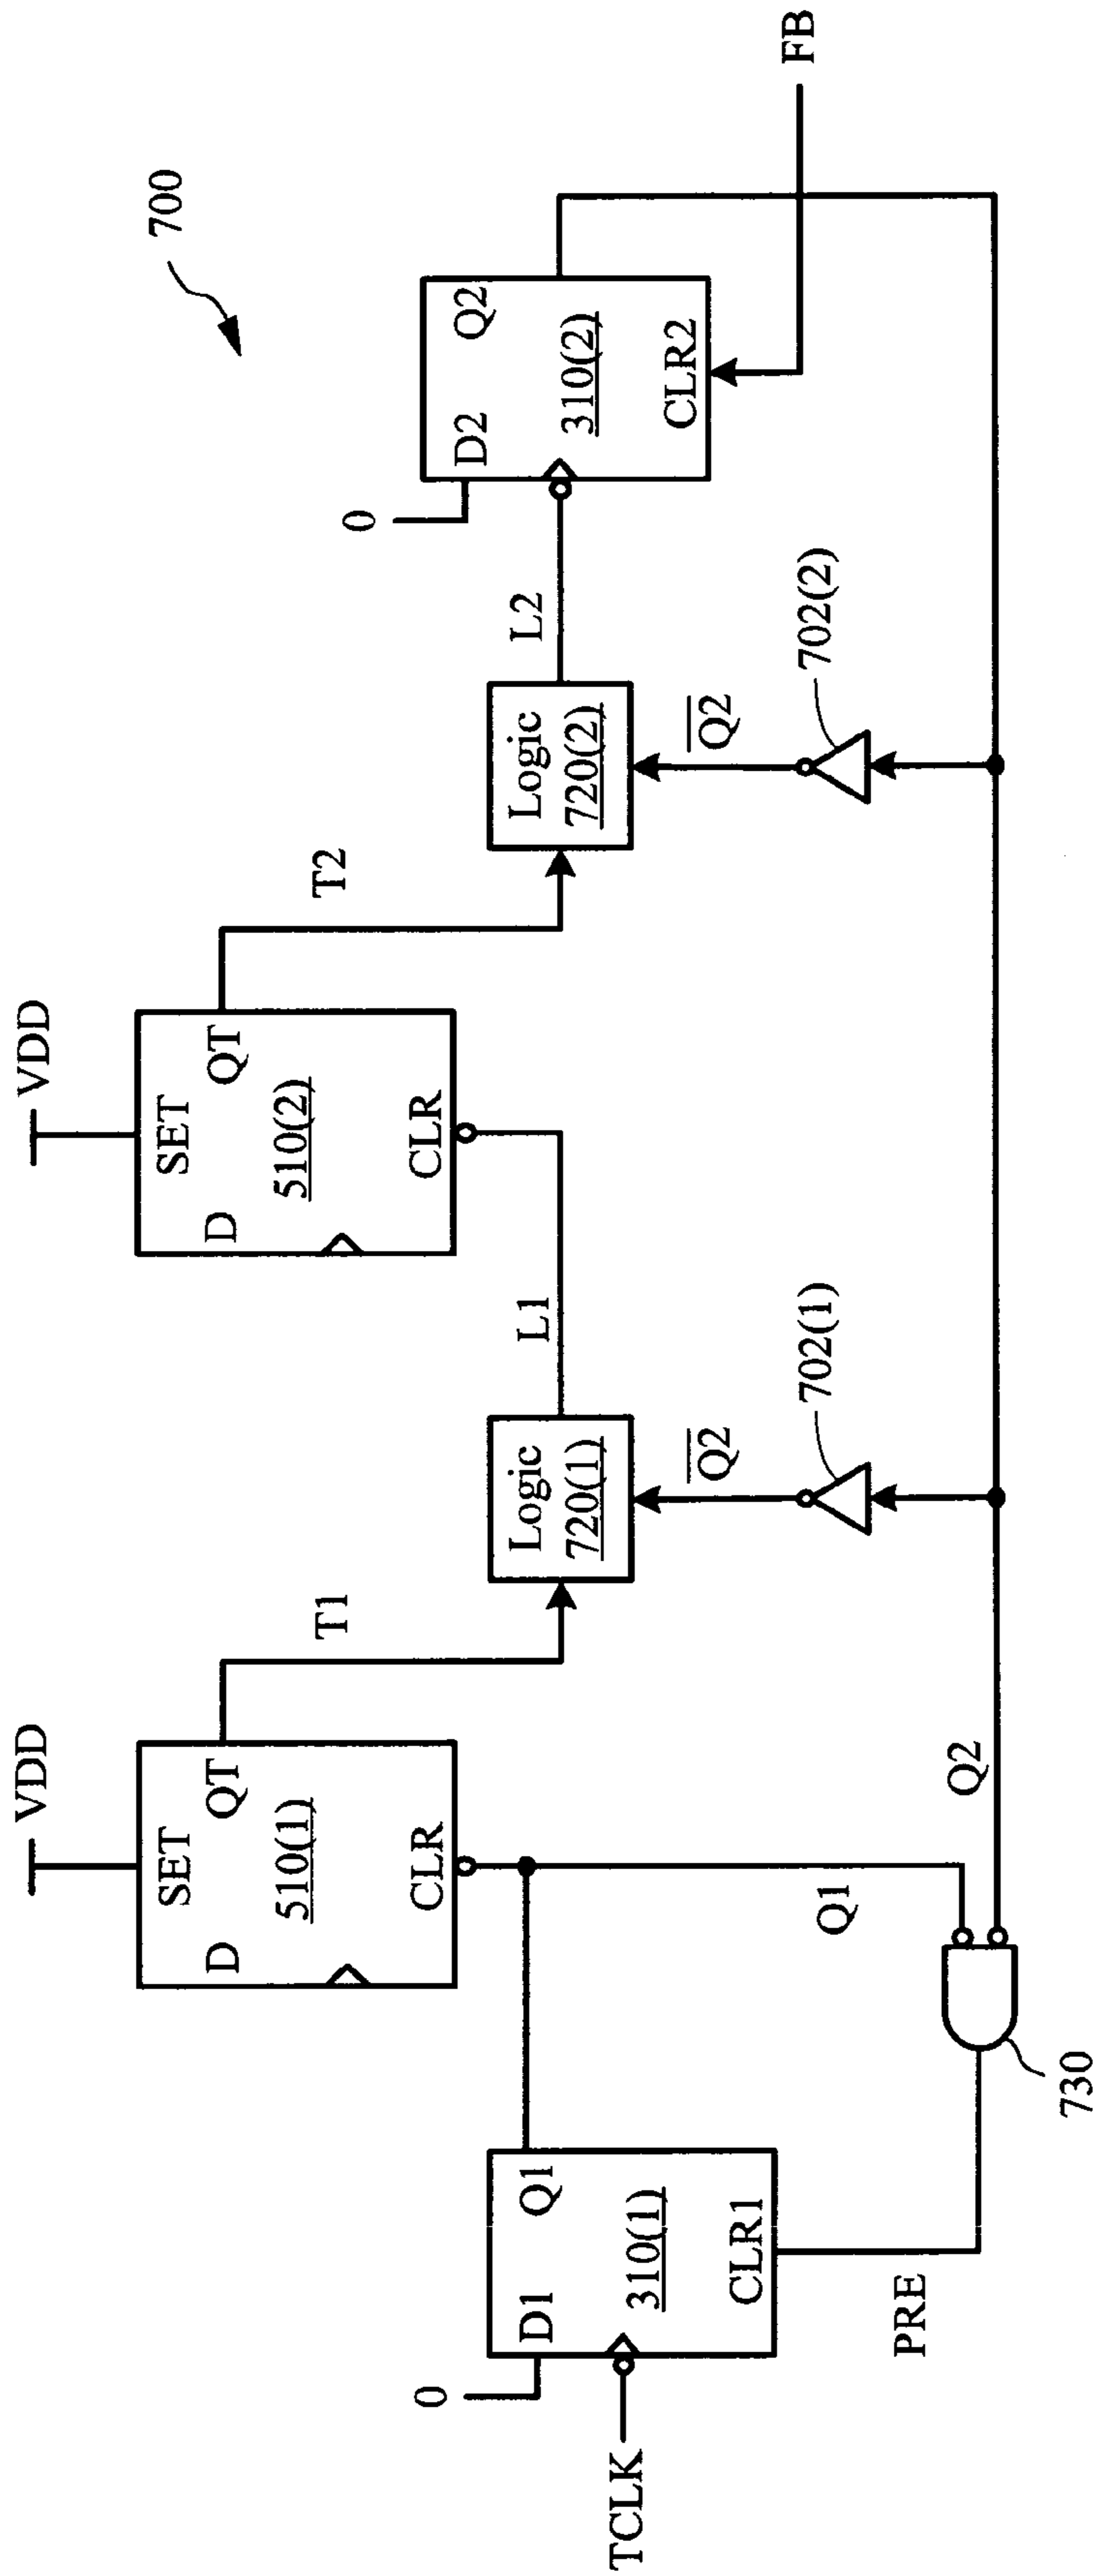 700
VDD
SET
D
QT
510(1)
CLR
T1
VDD
SET
D
QT
510(2)
CLR
T2
0
D1
Q1
310(1)
CLR1
TCLK
PRE
730
Q1
Q2
Logic
720(1)
L1
Q2
702(1)
Logic
720(2)
L2
Q2
702(2)
0
D2
Q2
310(2)
CLR2
FB